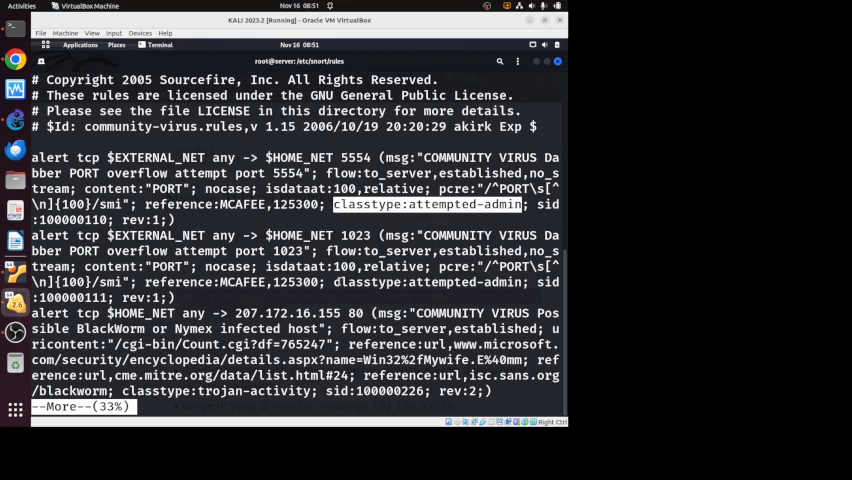 Activities VirtualBox Machine Nov 16 08:51
KALI 2023.2 [Running] - Oracle VM VirtualBox
File Machine View Input Devices Help
Applications Places Terminal Nov 16 08:51
root@server: /etc/snort/rules
# Copyright 2005 Sourcefire, Inc. All Rights Reserved.
# These rules are licensed under the GNU General Public License.
# Please see the file LICENSE in this directory for more details.
# $Id: community-virus.rules,v 1.15 2006/10/19 20:20:29 akirk Exp $
alert tcp $EXTERNAL_NET any -> $HOME_NET 5554 (msg:"COMMUNITY VIRUS Da
bber PORT overflow attempt port 5554"; flow:to_server,established,no_s
tream; content:"PORT"; nocase; isdataat:100,relative; pcre:"/^PORT\s[^
\n]{100}/smi"; reference:MCAFEE,125300; classtype:attempted-admin; sid
:100000110; rev:1;)
alert tcp $EXTERNAL_NET any -> $HOME_NET 1023 (msg:"COMMUNITY VIRUS Da
bber PORT overflow attempt port 1023"; flow:to_server,established,no_s
tream; content:"PORT"; nocase; isdataat:100,relative; pcre:"/^PORT\s[^
\n]{100}/smi"; reference:MCAFEE,125300; classtype:attempted-admin; sid
:100000111; rev:1;)
alert tcp $HOME_NET any -> 207.172.16.155 80 (msg:"COMMUNITY VIRUS Pos
sible BlackWorm or Nymex infected host"; flow:to_server,established; u
ricontent:"/cgi-bin/Count.cgi?df=765247"; reference:url,www.microsoft.
com/security/encyclopedia/details.aspx?name=Win32%2fMywife.E%40mm; ref
erence:url,cme.mitre.org/data/list.html#24; reference:url,isc.sans.org
/blackworm; classtype:trojan-activity; sid:100000226; rev:2;)
--More--(33%)
Right Ctrl